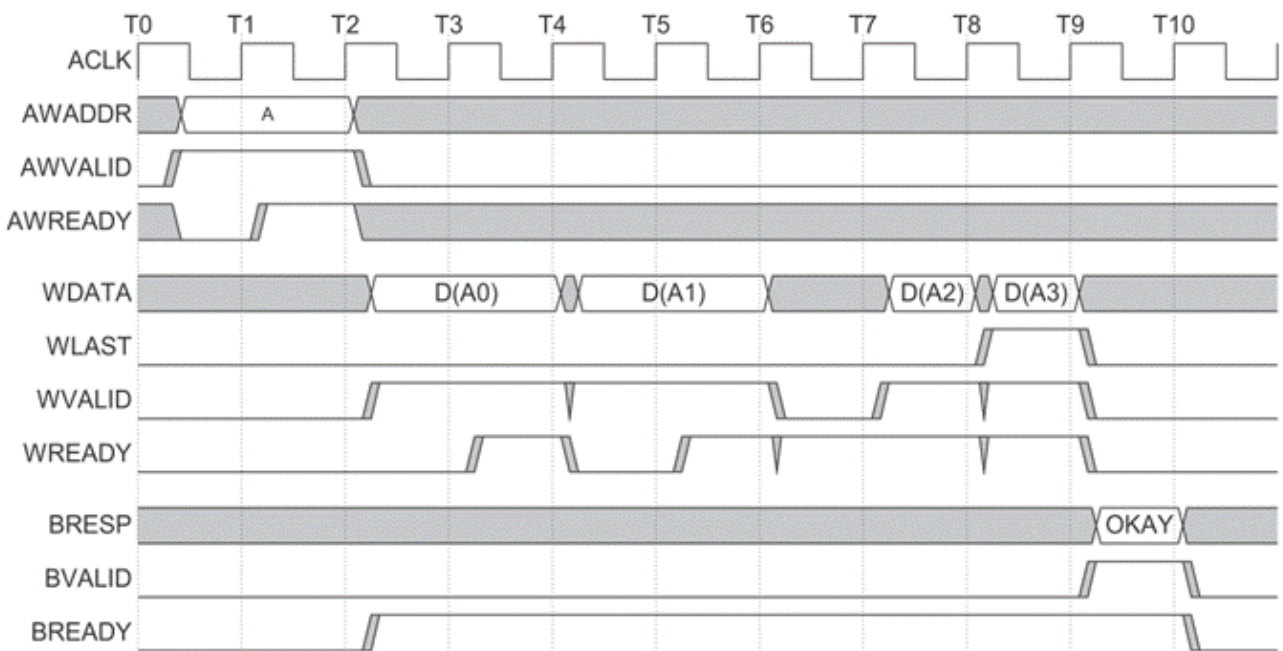 T0 T1 T2 T3 T4 T5 T6 T7 T8 T9 T10
ACLK
AWADDR A
AWVALID
AWREADY
WDATA D(A0) D(A1) D(A2) D(A3)
WLAST
WVALID
WREADY
BRESP OKAY
BVALID
BREADY